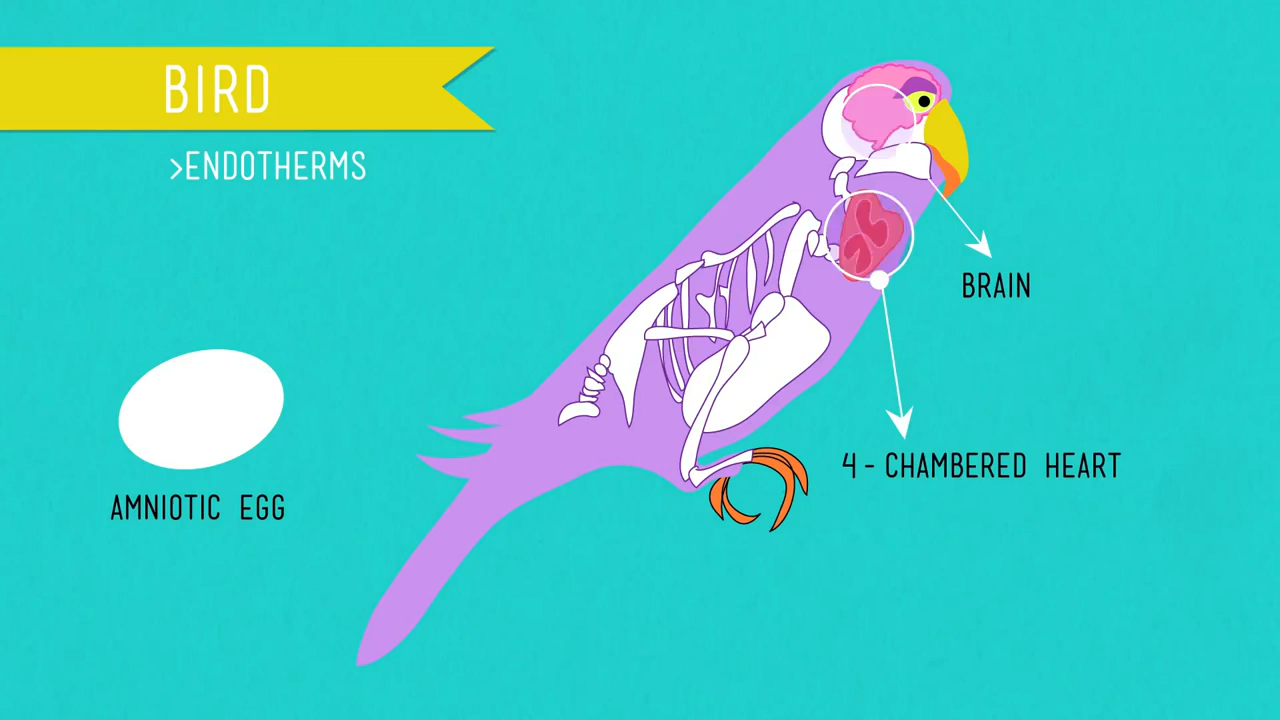 BIRD
>ENDOTHERMS
BRAIN
4-CHAMBERED HEART
AMNIOTIC EGG